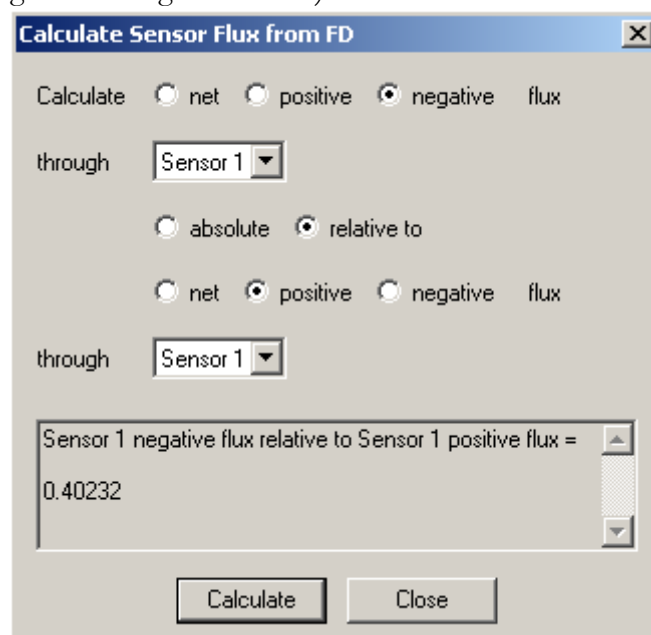 Calculate Sensor Flux from FD
Calculate net positive negative flux
through Sensor 1
absolute relative to
net positive negative flux
through Sensor 1
Sensor 1 negative flux relative to Sensor 1 positive flux =
0.40232
Calculate Close